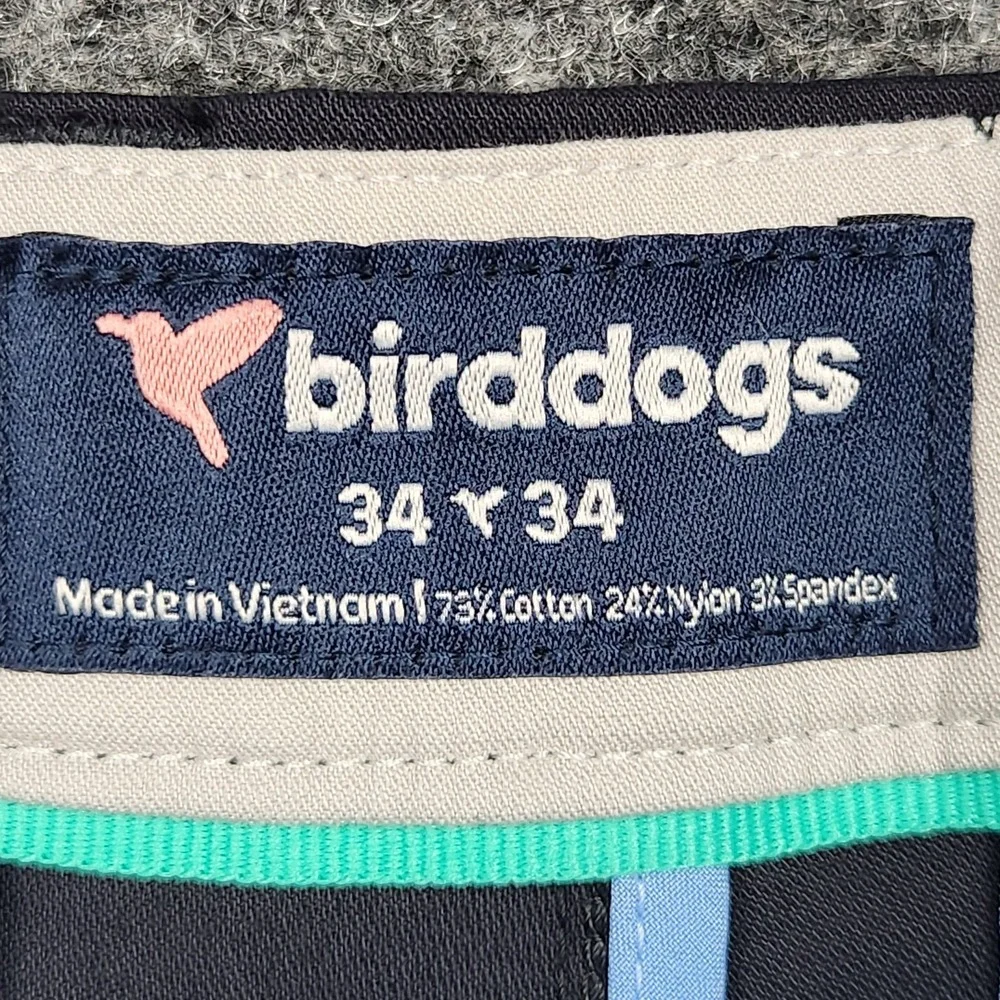 birddogs
34 34
Made in Vietnam | 73% Cotton 24% Nylon 3% Spandex